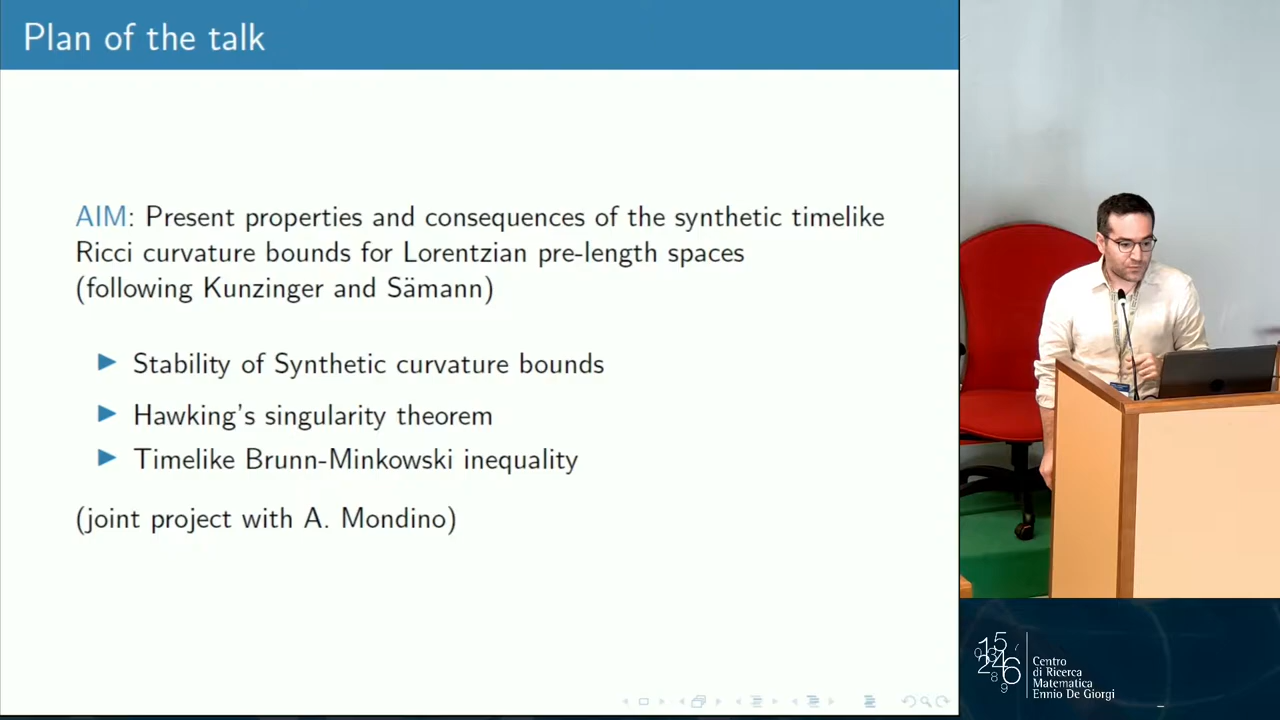 Plan of the talk
AIM: Present properties and consequences of the synthetic timelike
Ricci curvature bounds for Lorentzian pre-length spaces
(following Kunzinger and Sämann)
Stability of Synthetic curvature bounds
Hawking's singularity theorem
Timelike Brunn-Minkowski inequality
(joint project with A. Mondino)
Centro
di Ricerca
Matematica
Ennio De Giorgi